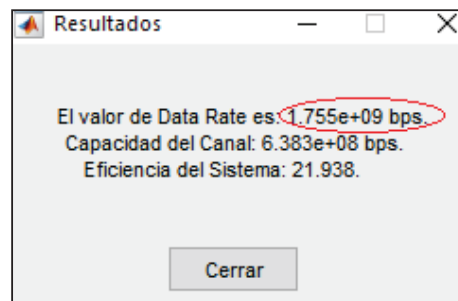 Resultados
El valor de Data Rate es: 1.755e+09 bps.
Capacidad del Canal: 6.383e+08 bps.
Eficiencia del Sistema: 21.938.
Cerrar